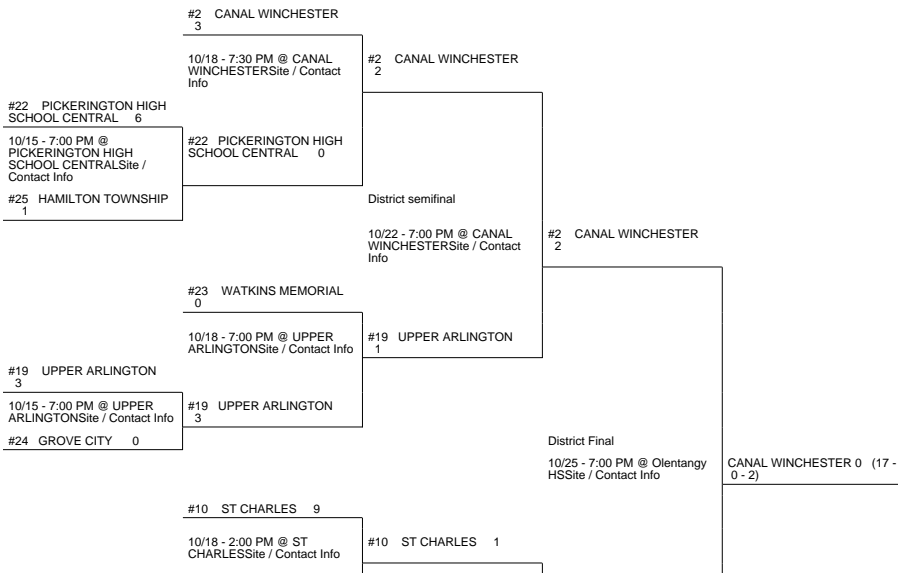 #2 CANAL WINCHESTER
3
10/18 - 7:30 PM @ CANAL
WINCHESTERSite / Contact
Info
#2 CANAL WINCHESTER
2
#22 PICKERINGTON HIGH
SCHOOL CENTRAL 6
10/15 - 7:00 PM @
PICKERINGTON HIGH
SCHOOL CENTRALSite /
Contact Info
#22 PICKERINGTON HIGH
SCHOOL CENTRAL 0
#25 HAMILTON TOWNSHIP
1
District semifinal
10/22 - 7:00 PM @ CANAL
WINCHESTERSite / Contact
Info
#2 CANAL WINCHESTER
2
#23 WATKINS MEMORIAL
0
10/18 - 7:00 PM @ UPPER
ARLINGTONSite / Contact Info
#19 UPPER ARLINGTON
1
#19 UPPER ARLINGTON
3
10/15 - 7:00 PM @ UPPER
ARLINGTONSite / Contact Info
#19 UPPER ARLINGTON
3
#24 GROVE CITY 0
District Final
10/25 - 7:00 PM @ Olentangy
HSSite / Contact Info
CANAL WINCHESTER 0 (17 -
0 - 2)
#10 ST CHARLES 9
10/18 - 2:00 PM @ ST
CHARLESSite / Contact Info
#10 ST CHARLES 1